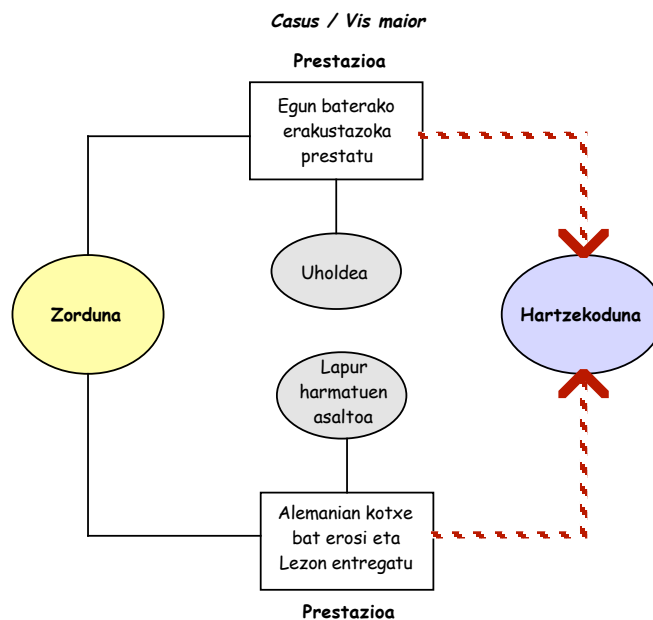 Casus / Vis maior
Prestazioa
Egun baterako
erakustazoka
prestatu
Uholdea
Zorduna
Hartzekoduna
Lapur
harmatuen
asaltoa
Alemanian kotxe
bat erosi eta
Lezon entregatu
Prestazioa